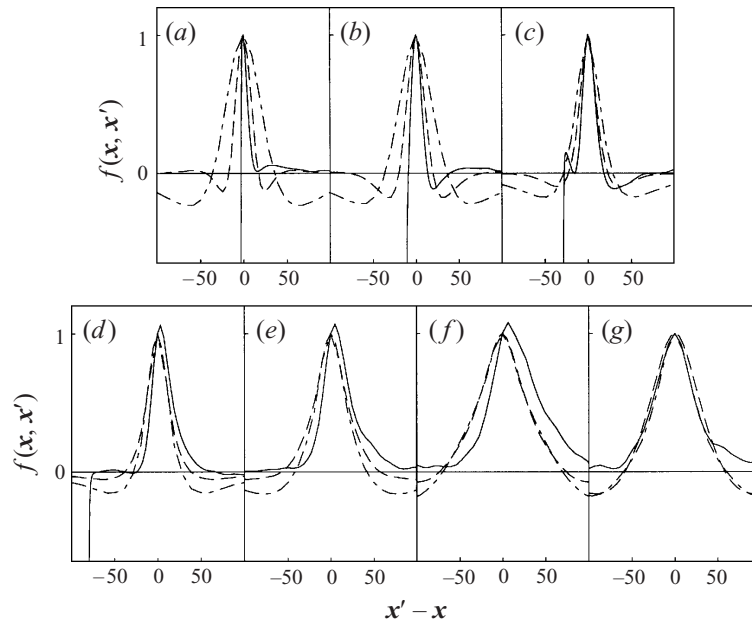 1 (a) (b) (c)
f(x, x′)
0
−50 0 50 −50 0 50 −50 0 50
1 (d) (e) (f) (g)
f(x, x′)
0
−50 0 50 −50 0 50 −50 0 50 −50 0 50
x′ − x